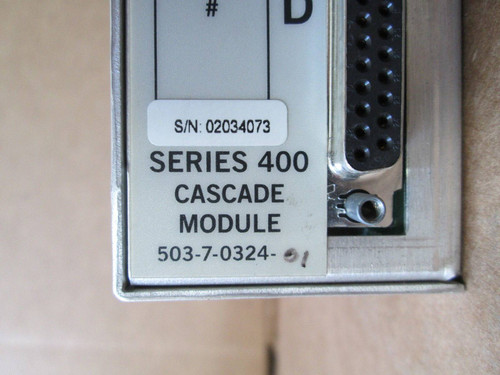 #
D
S/N: 02034073
SERIES 400
CASCADE
MODULE
503-7-0324-01